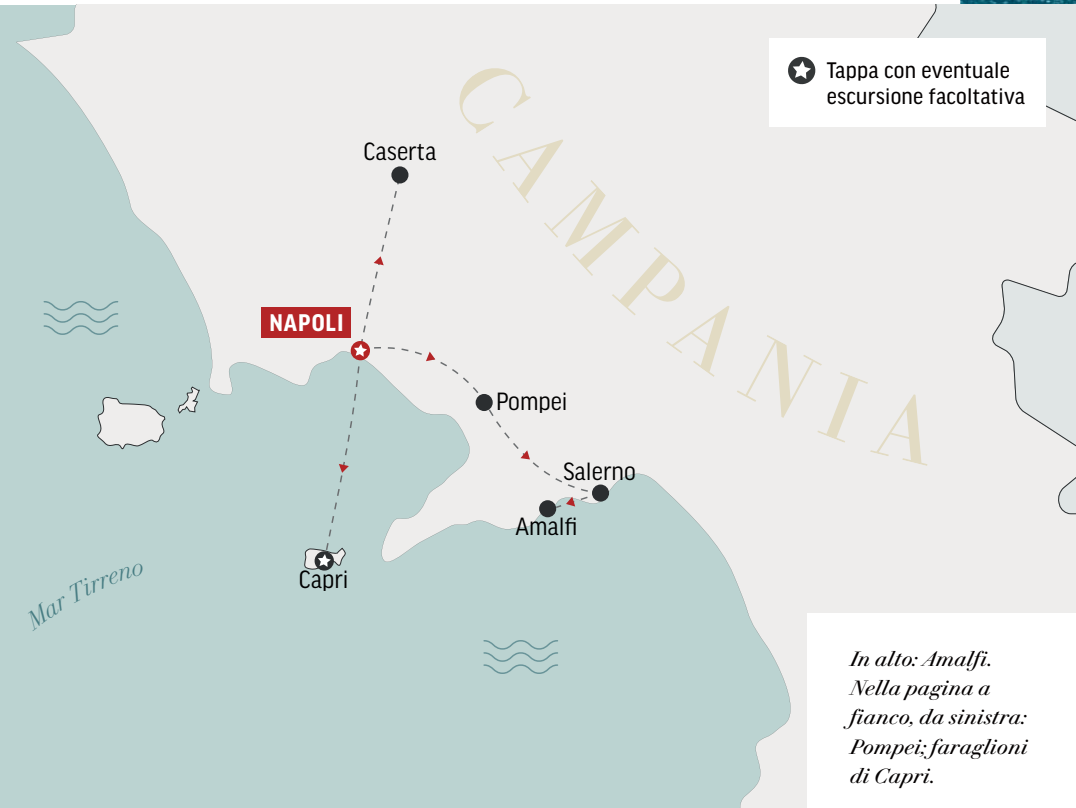 Tappa con eventuale
escursione facoltativa
CAMPANIA
Caserta
NAPOLI
Pompei
Salerno
Amalfi
Capri
Mar Tirreno
In alto: Amalfi.
Nella pagina a
fianco, da sinistra:
Pompei; faraglioni
di Capri.